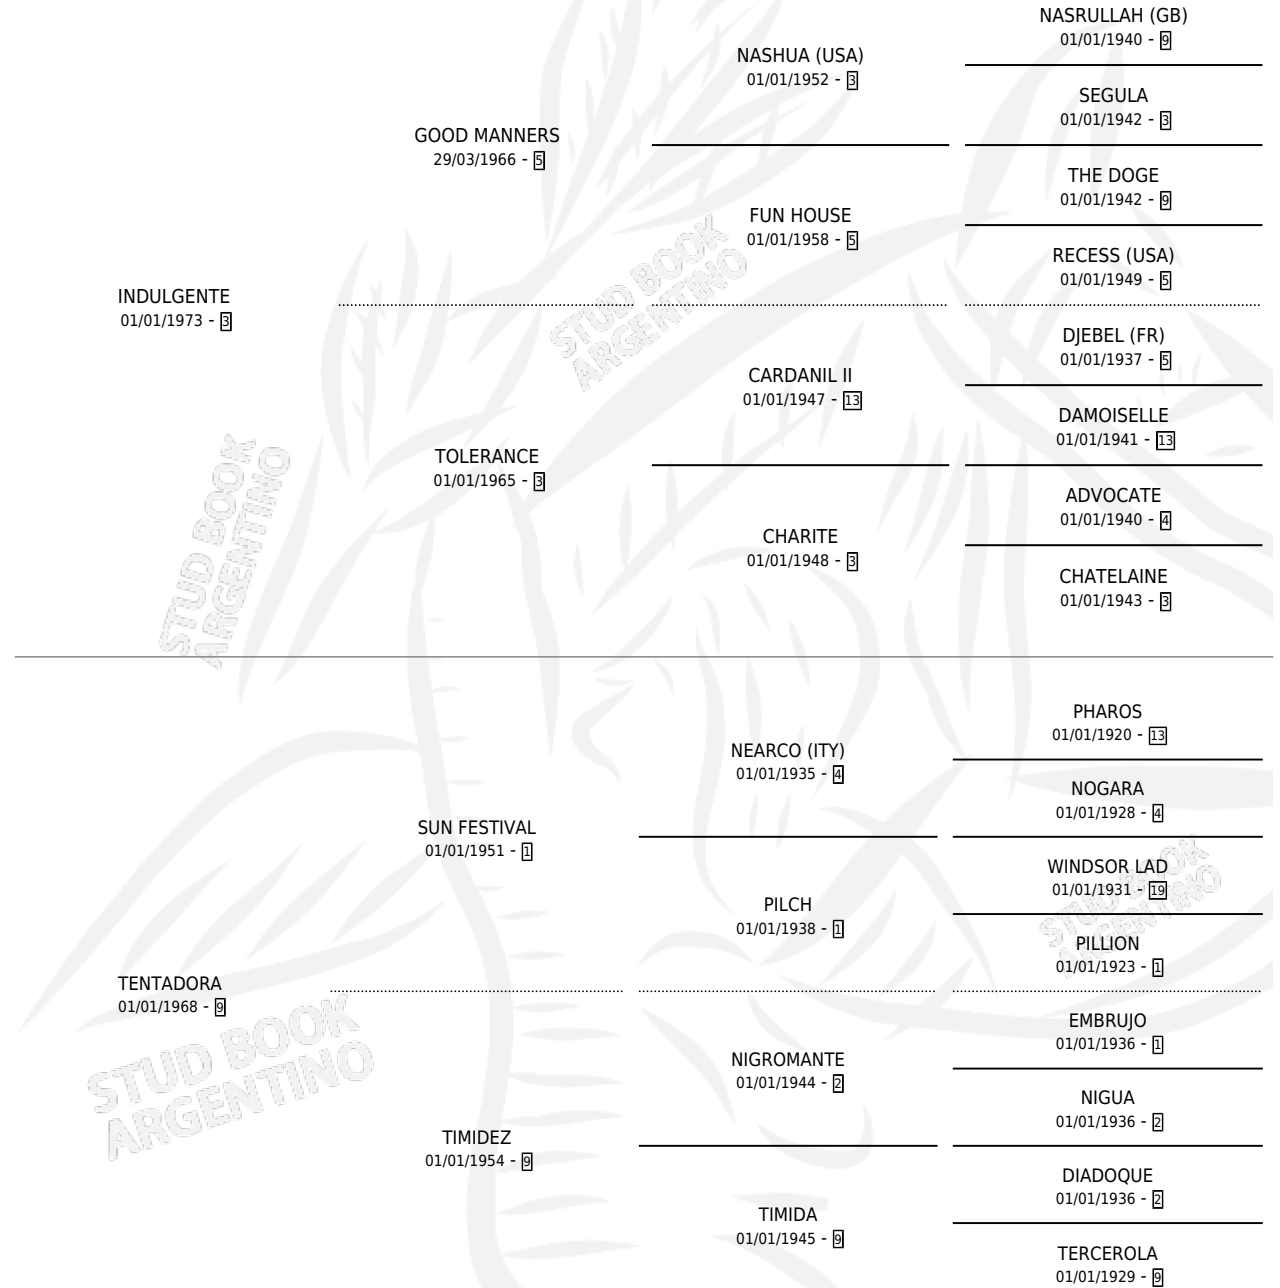 NASRULLAH (GB)
01/01/1940 - 9
NASHUA (USA)
01/01/1952 - 3
SEGULA
01/01/1942 - 3
GOOD MANNERS
29/03/1966 - 5
THE DOGE
01/01/1942 - 9
FUN HOUSE
01/01/1958 - 5
RECESS (USA)
01/01/1949 - 5
INDULGENTE
01/01/1973 - 3
DJEBEL (FR)
01/01/1937 - 5
CARDANIL II
01/01/1947 - 13
DAMOISELLE
01/01/1941 - 13
TOLERANCE
01/01/1965 - 3
ADVOCATE
01/01/1940 - 4
CHARITE
01/01/1948 - 3
CHATELAINE
01/01/1943 - 3
PHAROS
01/01/1920 - 13
NEARCO (ITY)
01/01/1935 - 4
NOGARA
01/01/1928 - 4
SUN FESTIVAL
01/01/1951 - 1
WINDSOR LAD
01/01/1931 - 19
PILCH
01/01/1938 - 1
PILLION
01/01/1923 - 1
TENTADORA
01/01/1968 - 9
EMBRUJO
01/01/1936 - 1
NIGROMANTE
01/01/1944 - 2
NIGUA
01/01/1936 - 2
TIMIDEZ
01/01/1954 - 9
DIADOQUE
01/01/1936 - 2
TIMIDA
01/01/1945 - 9
TERCEROLA
01/01/1929 - 9
STUD BOOK
ARGENTINO
STUD BOOK
ARGENTINO
STUD BOOK
ARGENTINO
STUD BOOK
ARGENTINO